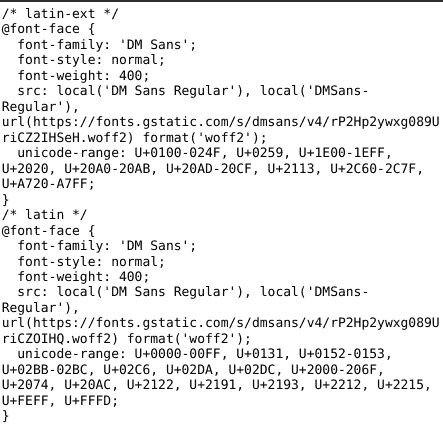 /* latin-ext */
@font-face {
  font-family: 'DM Sans';
  font-style: normal;
  font-weight: 400;
  src: local('DM Sans Regular'), local('DMSans-
Regular'),
url(https://fonts.gstatic.com/s/dmsans/v4/rP2Hp2ywxg089U
riCZ2IHSeH.woff2) format('woff2');
  unicode-range: U+0100-024F, U+0259, U+1E00-1EFF,
U+2020, U+20A0-20AB, U+20AD-20CF, U+2113, U+2C60-2C7F,
U+A720-A7FF;
}
/* latin */
@font-face {
  font-family: 'DM Sans';
  font-style: normal;
  font-weight: 400;
  src: local('DM Sans Regular'), local('DMSans-
Regular'),
url(https://fonts.gstatic.com/s/dmsans/v4/rP2Hp2ywxg089U
riCZOIHQ.woff2) format('woff2');
  unicode-range: U+0000-00FF, U+0131, U+0152-0153,
U+02BB-02BC, U+02C6, U+02DA, U+02DC, U+2000-206F,
U+2074, U+20AC, U+2122, U+2191, U+2193, U+2212, U+2215,
U+FEFF, U+FFFD;
}